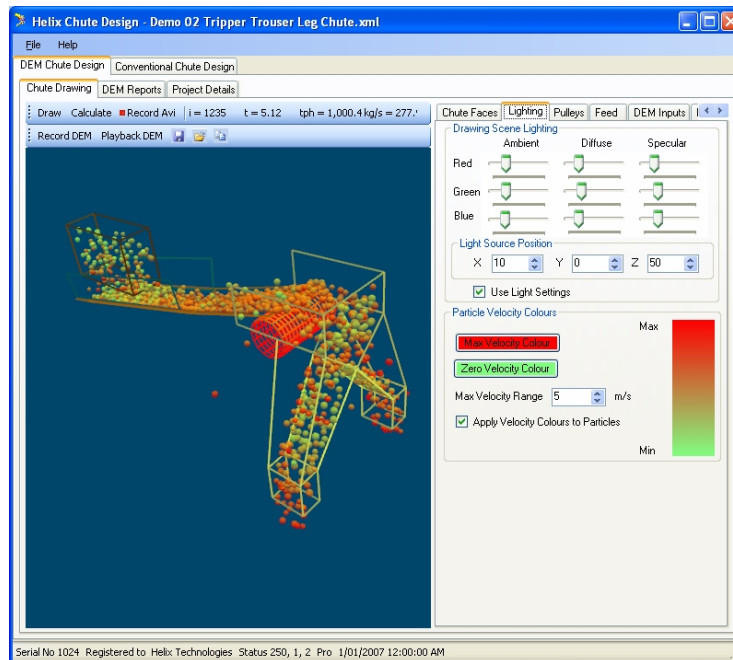 Helix Chute Design - Demo 02 Tripper Trouser Leg Chute.xml
File Help
DEM Chute Design Conventional Chute Design
Chute Drawing DEM Reports Project Details
Draw Calculate Record Avi i = 1235 t = 5.12 tph = 1,000.4 kg/s = 277.
Record DEM Playback DEM
Chute Faces Lighting Pulleys Feed DEM Inputs
Drawing Scene Lighting
Ambient Diffuse Specular
Red
Green
Blue
Light Source Position
X 10 Y 0 Z 50
Use Light Settings
Particle Velocity Colours
Max
Max Velocity Colour
Zero Velocity Colour
Max Velocity Range 5 m/s
Apply Velocity Colours to Particles
Min
Serial No 1024 Registered to Helix Technologies Status 250, 1, 2 Pro 1/01/2007 12:00:00 AM